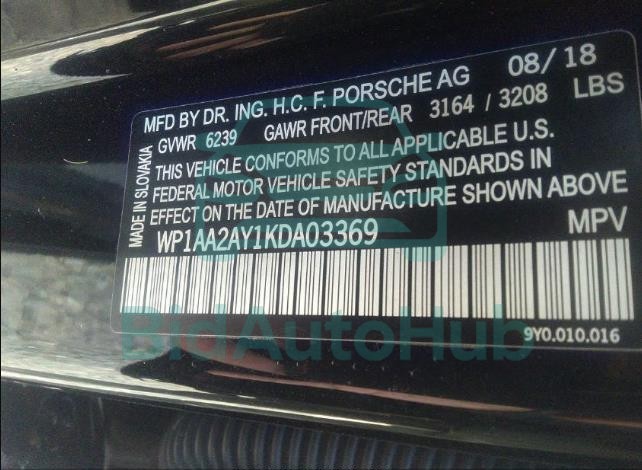 MFD BY DR. ING. H.C. F. PORSCHE AG 08/ 18
GVWR 6239 GAWR FRONT/REAR 3164 / 3208 LBS
THIS VEHICLE CONFORMS TO ALL APPLICABLE U.S.
FEDERAL MOTOR VEHICLE SAFETY STANDARDS IN
EFFECT ON THE DATE OF MANUFACTURE SHOWN ABOVE
WP1AA2AY1KDA03369 MPV
MADE IN SLOVAKIA
9Y0.010.016
BidAutoHub